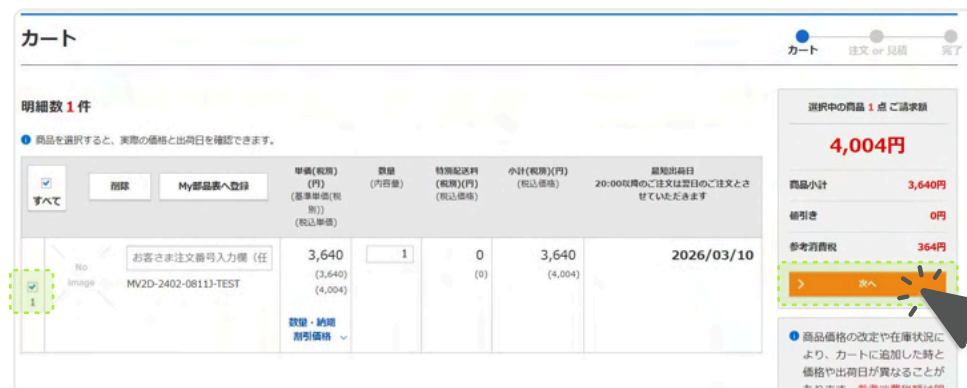 カート
カート
注文 or 見積
完了
明細数 1 件
商品を選択すると、実際の価格と出荷日を確認できます。
すべて
削除
My部品表へ登録
単価(税別)
(円)
(基準単価(税
別))
(税込単価)
数量
(内容量)
特別配送料
(税別)(円)
(税込価格)
小計(税別)(円)
(税込価格)
最短出荷日
20:00以降のご注文は翌日のご注文とさ
せていただきます
1
No
Image
お客さま注文番号入力欄（任
MV2D-2402-0811J-TEST
3,640
(3,640)
(4,004)
数量・納期
割引価格
1
0
(0)
3,640
(4,004)
2026/03/10
選択中の商品 1 点 ご請求額
4,004円
商品小計 3,640円
値引き 0円
参考消費税 364円
次へ
商品価格の改定や在庫状況に
より、カートに追加した時と
価格や出荷日が異なることが